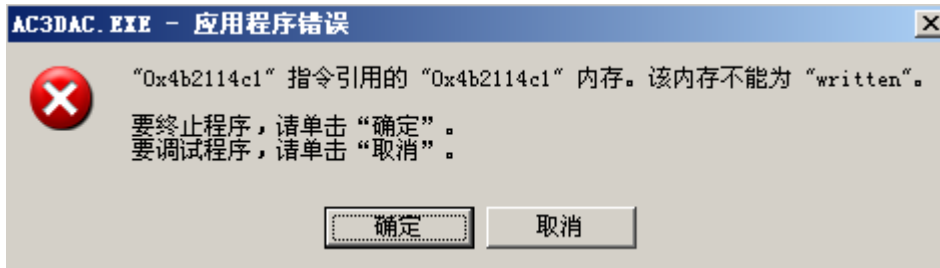 AC3DAC.EXE - 应用程序错误
"0x4b2114c1" 指令引用的 "0x4b2114c1" 内存。该内存不能为 "written"。
要终止程序，请单击“确定”。
要调试程序，请单击“取消”。
确定
取消